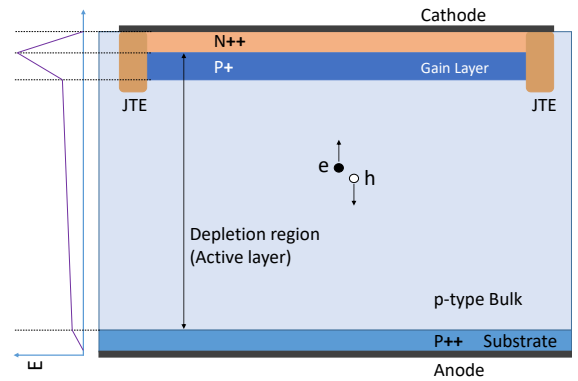 Cathode
N++
P+ Gain Layer
JTE JTE
e h
Depletion region
(Active layer)
p-type Bulk
P++ Substrate
E
Anode